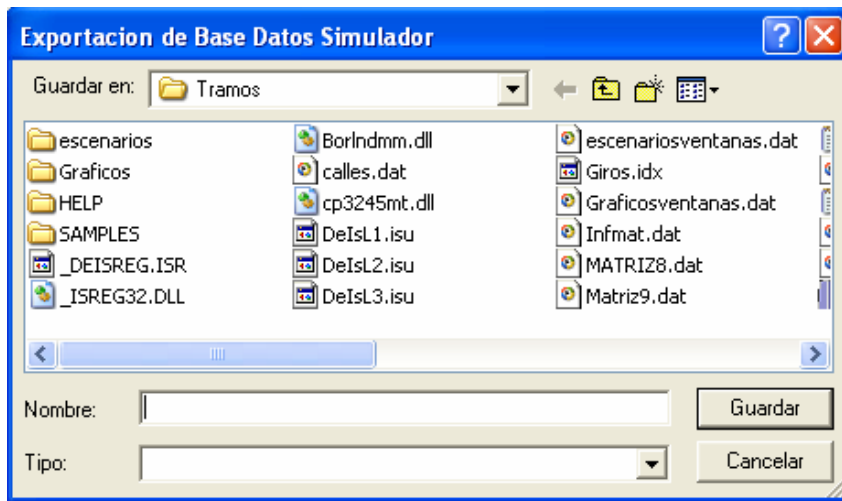 Exportacion de Base Datos Simulador
Guardar en: Tramos
escenarios
Graficos
HELP
SAMPLES
_DEISREG.ISR
_ISREG32.DLL
Borlndmm.dll
calles.dat
cp3245mt.dll
DeIsL1.isu
DeIsL2.isu
DeIsL3.isu
escenariosventanas.dat
Giros.idx
Graficosventanas.dat
Infmat.dat
MATRIZ8.dat
Matriz9.dat
Nombre:
Guardar
Tipo:
Cancelar